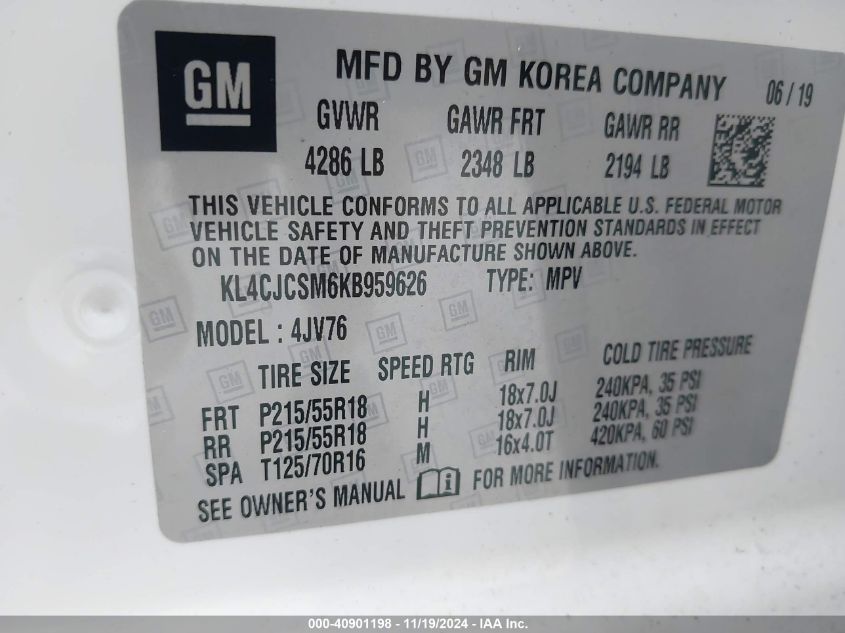 GM
MFD BY GM KOREA COMPANY 06/19
GVWR GAWR FRT GAWR RR
4286 LB 2348 LB 2194 LB
THIS VEHICLE CONFORMS TO ALL APPLICABLE U.S. FEDERAL MOTOR
VEHICLE SAFETY AND THEFT PREVENTION STANDARDS IN EFFECT
ON THE DATE OF MANUFACTURE SHOWN ABOVE.
KL4CJCSM6KB959626 TYPE: MPV
MODEL : 4JV76
TIRE SIZE SPEED RTG RIM COLD TIRE PRESSURE
FRT P215/55R18 H 18x7.0J 240KPA, 35 PSI
RR P215/55R18 H 18x7.0J 240KPA, 35 PSI
SPA T125/70R16 M 16x4.0T 420KPA, 60 PSI
SEE OWNER'S MANUAL i FOR MORE INFORMATION.
000-40901198 - 11/19/2024 - IAA Inc.